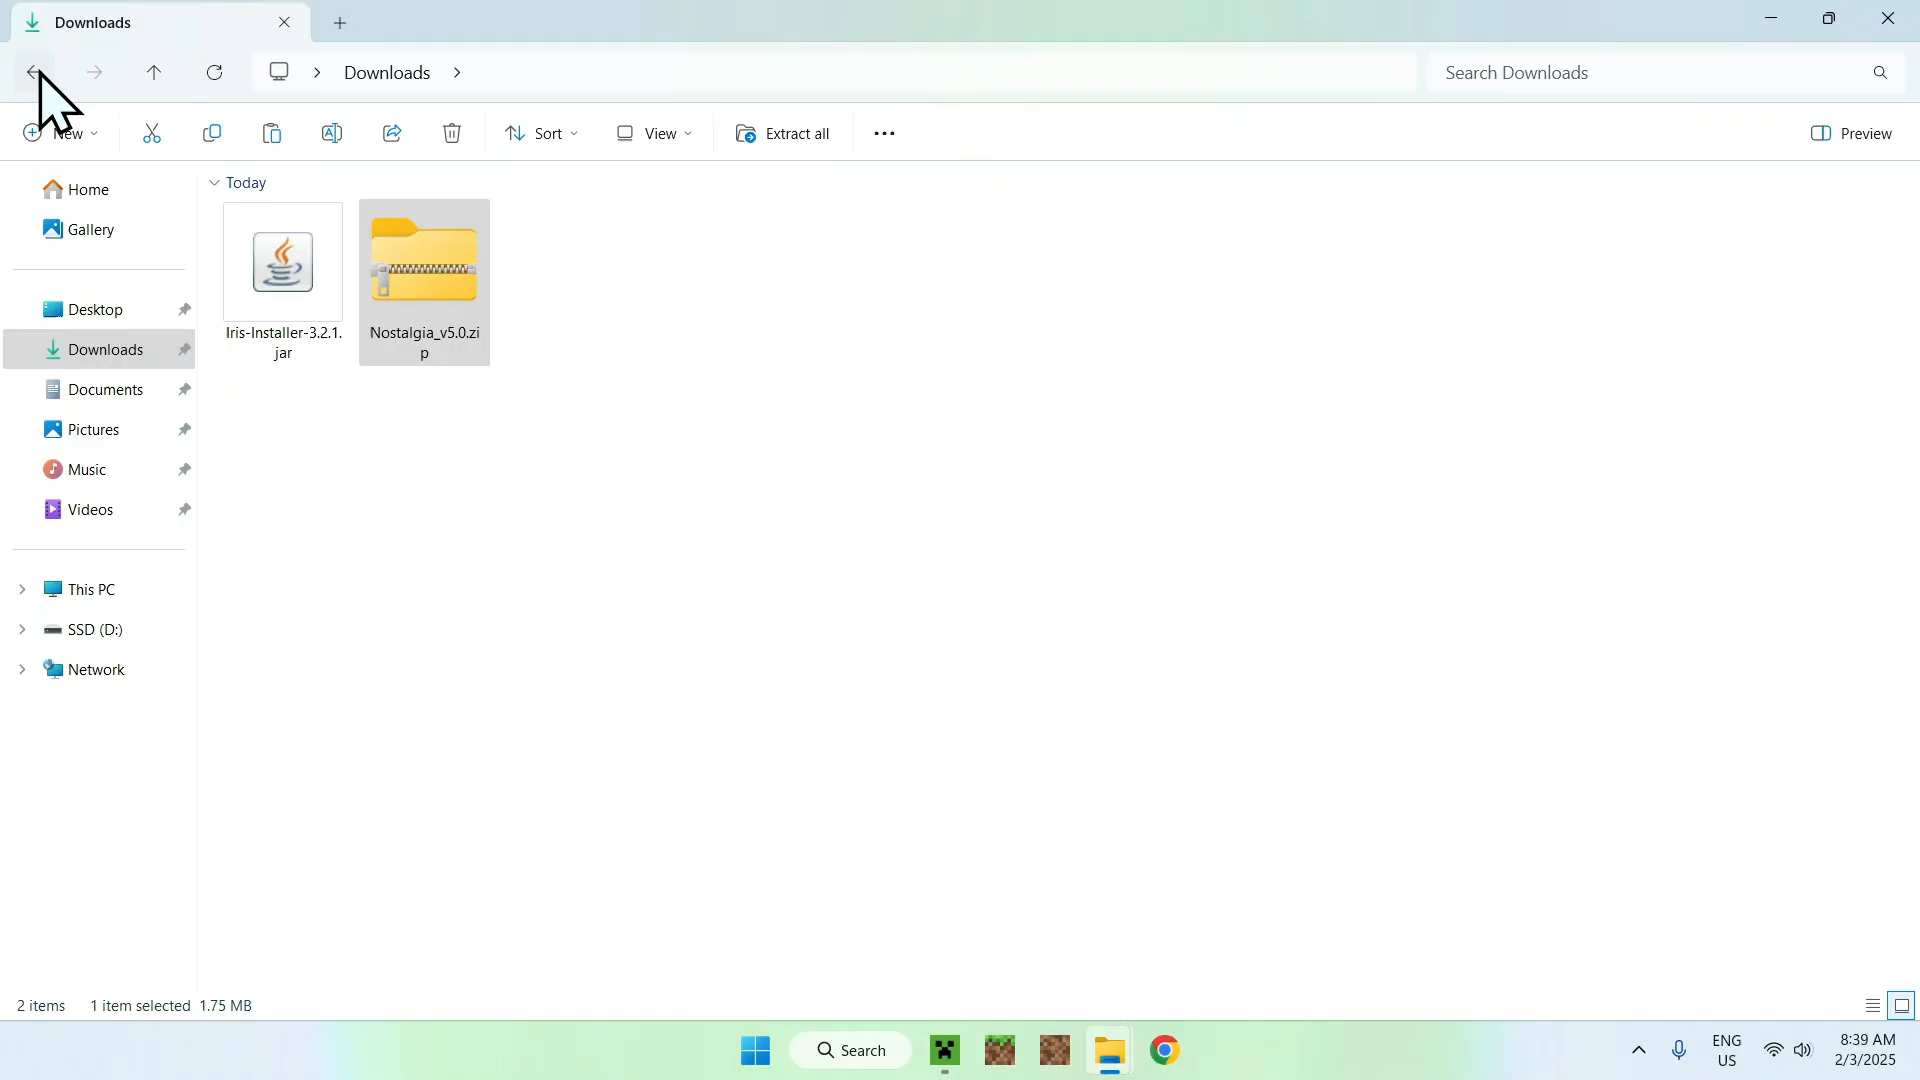 Downloads
Downloads
Search Downloads
New
Sort
View
Extract all
Preview
Home
Gallery
Desktop
Downloads
Documents
Pictures
Music
Videos
This PC
SSD (D:)
Network
Today
Iris-Installer-3.2.1.
jar
Nostalgia_v5.0.zi
p
2 items 1 item selected 1.75 MB
Search
ENG
US
8:39 AM
2/3/2025